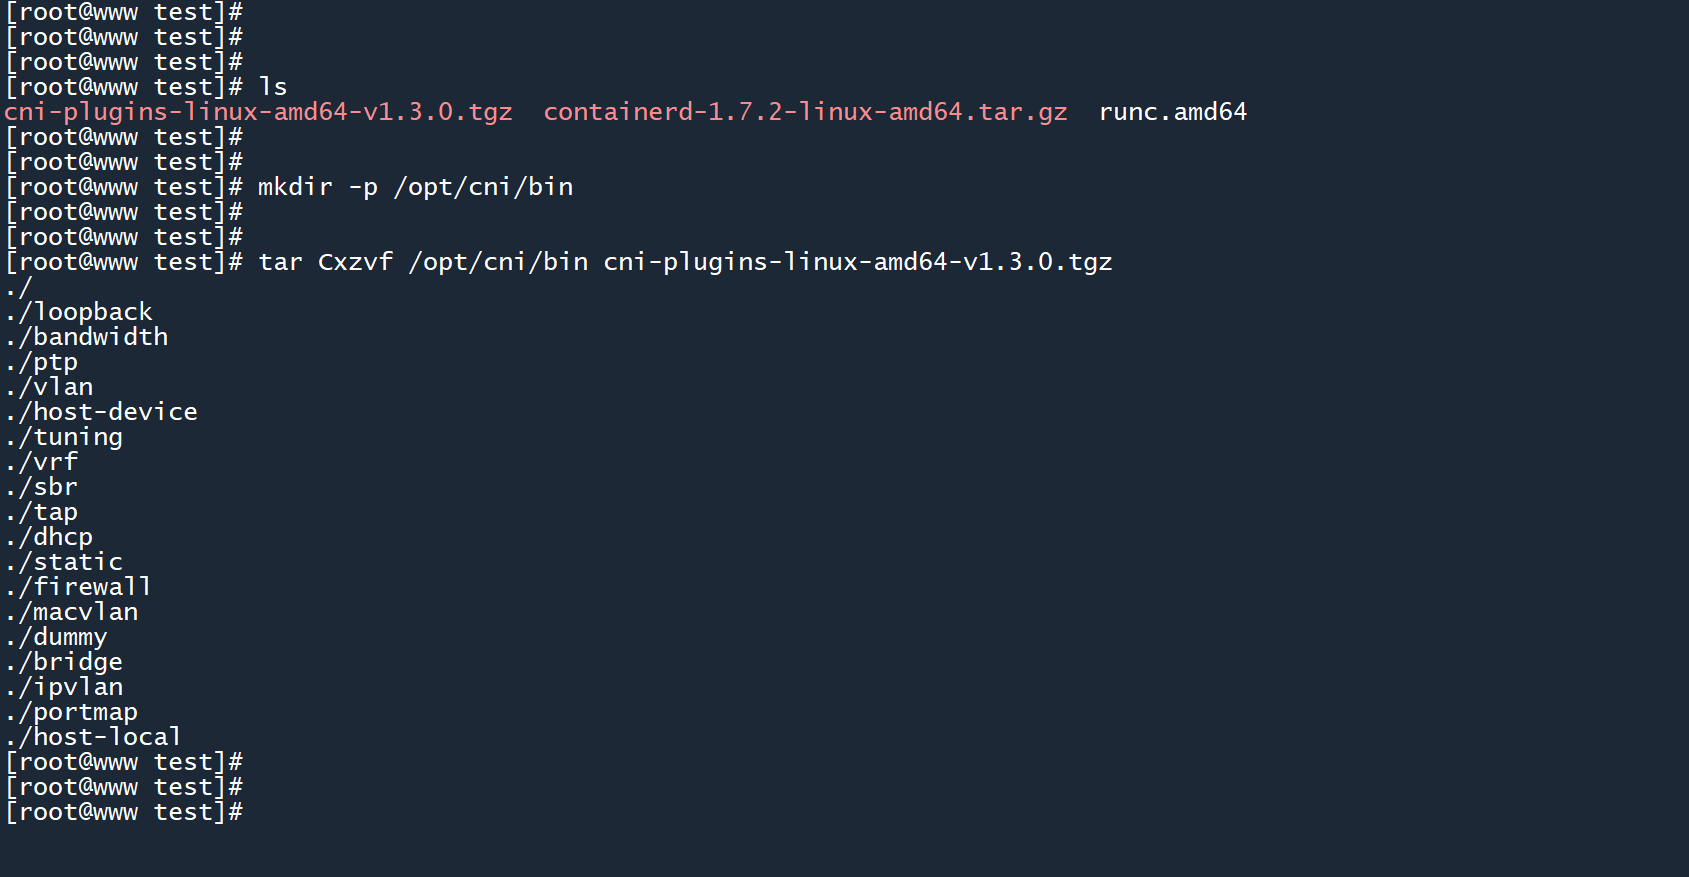 [root@www test]#
[root@www test]#
[root@www test]#
[root@www test]# ls
cni-plugins-linux-amd64-v1.3.0.tgz  containerd-1.7.2-linux-amd64.tar.gz  runc.amd64
[root@www test]#
[root@www test]#
[root@www test]# mkdir -p /opt/cni/bin
[root@www test]#
[root@www test]#
[root@www test]# tar Cxzvf /opt/cni/bin cni-plugins-linux-amd64-v1.3.0.tgz
./
./loopback
./bandwidth
./ptp
./vlan
./host-device
./tuning
./vrf
./sbr
./tap
./dhcp
./static
./firewall
./macvlan
./dummy
./bridge
./ipvlan
./portmap
./host-local
[root@www test]#
[root@www test]#
[root@www test]#